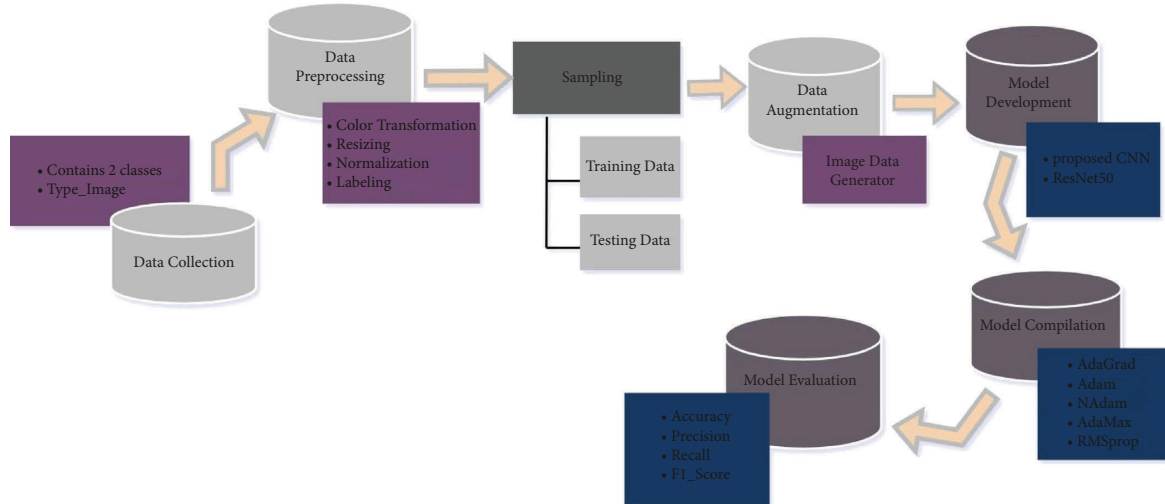 • Contains 2 classes
• Type_Image
Data Collection
Data
Preprocessing
• Color Transformation
• Resizing
• Normalization
• Labeling
Sampling
Training Data
Testing Data
Data
Augmentation
Image Data
Generator
Model
Development
• proposed CNN
• ResNet50
Model Compilation
• AdaGrad
• Adam
• NAdam
• AdaMax
• RMSprop
Model Evaluation
• Accuracy
• Precision
• Recall
• F1_Score